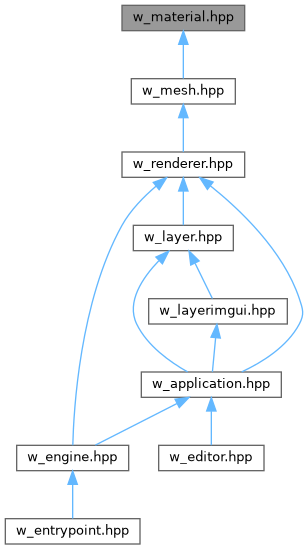 w_material.hpp
w_mesh.hpp
w_renderer.hpp
w_layer.hpp
w_layerimgui.hpp
w_application.hpp
w_engine.hpp
w_editor.hpp
w_entrypoint.hpp